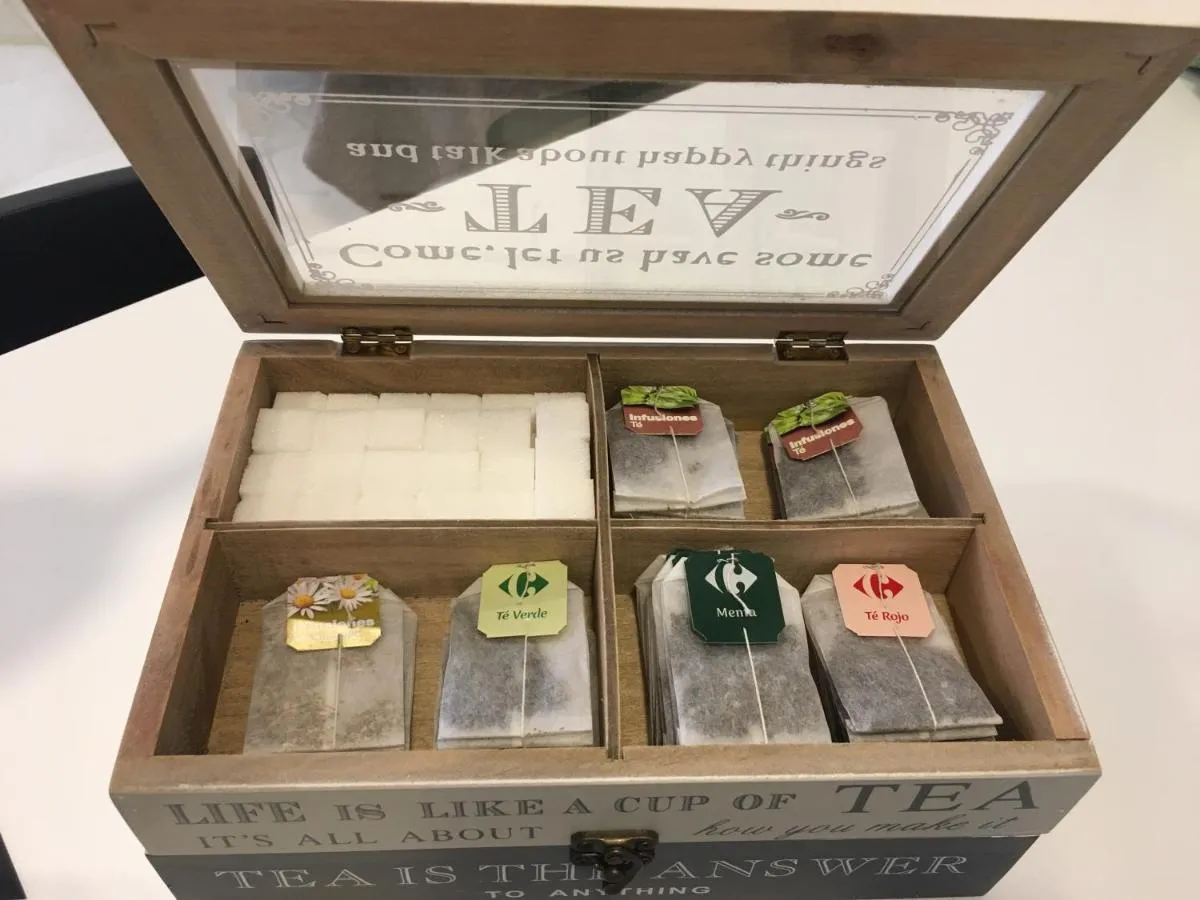 and talk about happy things
TEA
Come, let us have some
Infusiones
Té
Infusiones
Té
Té Verde
Menta
Té Rojo
LIFE IS LIKE A CUP OF TEA
IT'S ALL ABOUT how you make it
TEA IS THE ANSWER
TO ANYTHING